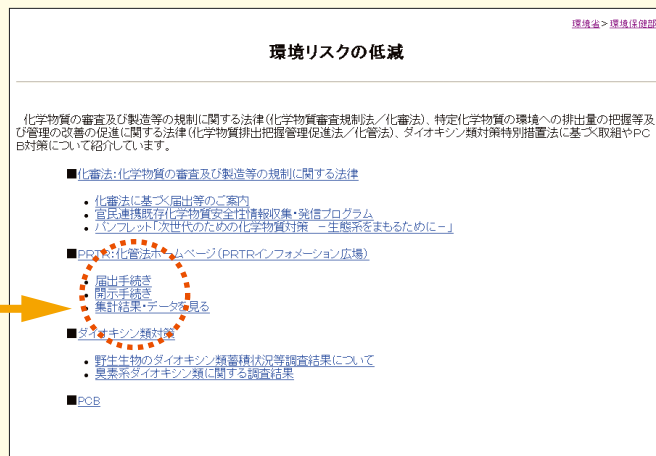 環境省>環境保健部
環境リスクの低減
化学物質の審査及び製造等の規制に関する法律(化学物質審査規制法/化審法)、特定化学物質の環境への排出量の把握等及
び管理の改善の促進に関する法律(化学物質排出把握管理促進法/化管法)、ダイオキシン類対策特別措置法に基づく取組やPC
B対策について紹介しています。
■化審法:化学物質の審査及び製造等の規制に関する法律
• 化審法に基づく届出等のご案内
• 官民連携既存化学物質安全性情報収集・発信プログラム
• パンフレット「次世代のための化学物質対策 -生態系をまもるために-」
■PRTR:化管法ホームページ(PRTRインフォメーション広場)
• 届出手続き
• 開示手続き
• 集計結果・データを見る
■ダイオキシン類対策
• 野生生物のダイオキシン類蓄積状況等調査結果について
• 臭素系ダイオキシン類に関する調査結果
■PCB